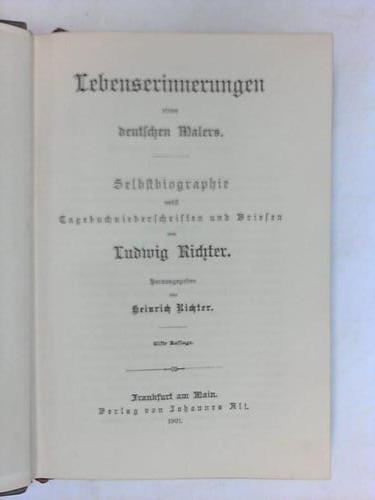 Lebenserinnerungen
eines
deutschen Malers.
Selbstbiographie
nebst
Tagebuchniederschriften und Briefen
von
Ludwig Richter.
Herausgegeben
von
Heinrich Richter.
Elfte Auflage.
Frankfurt am Main.
Verlag von Johannes Alt.
1901.